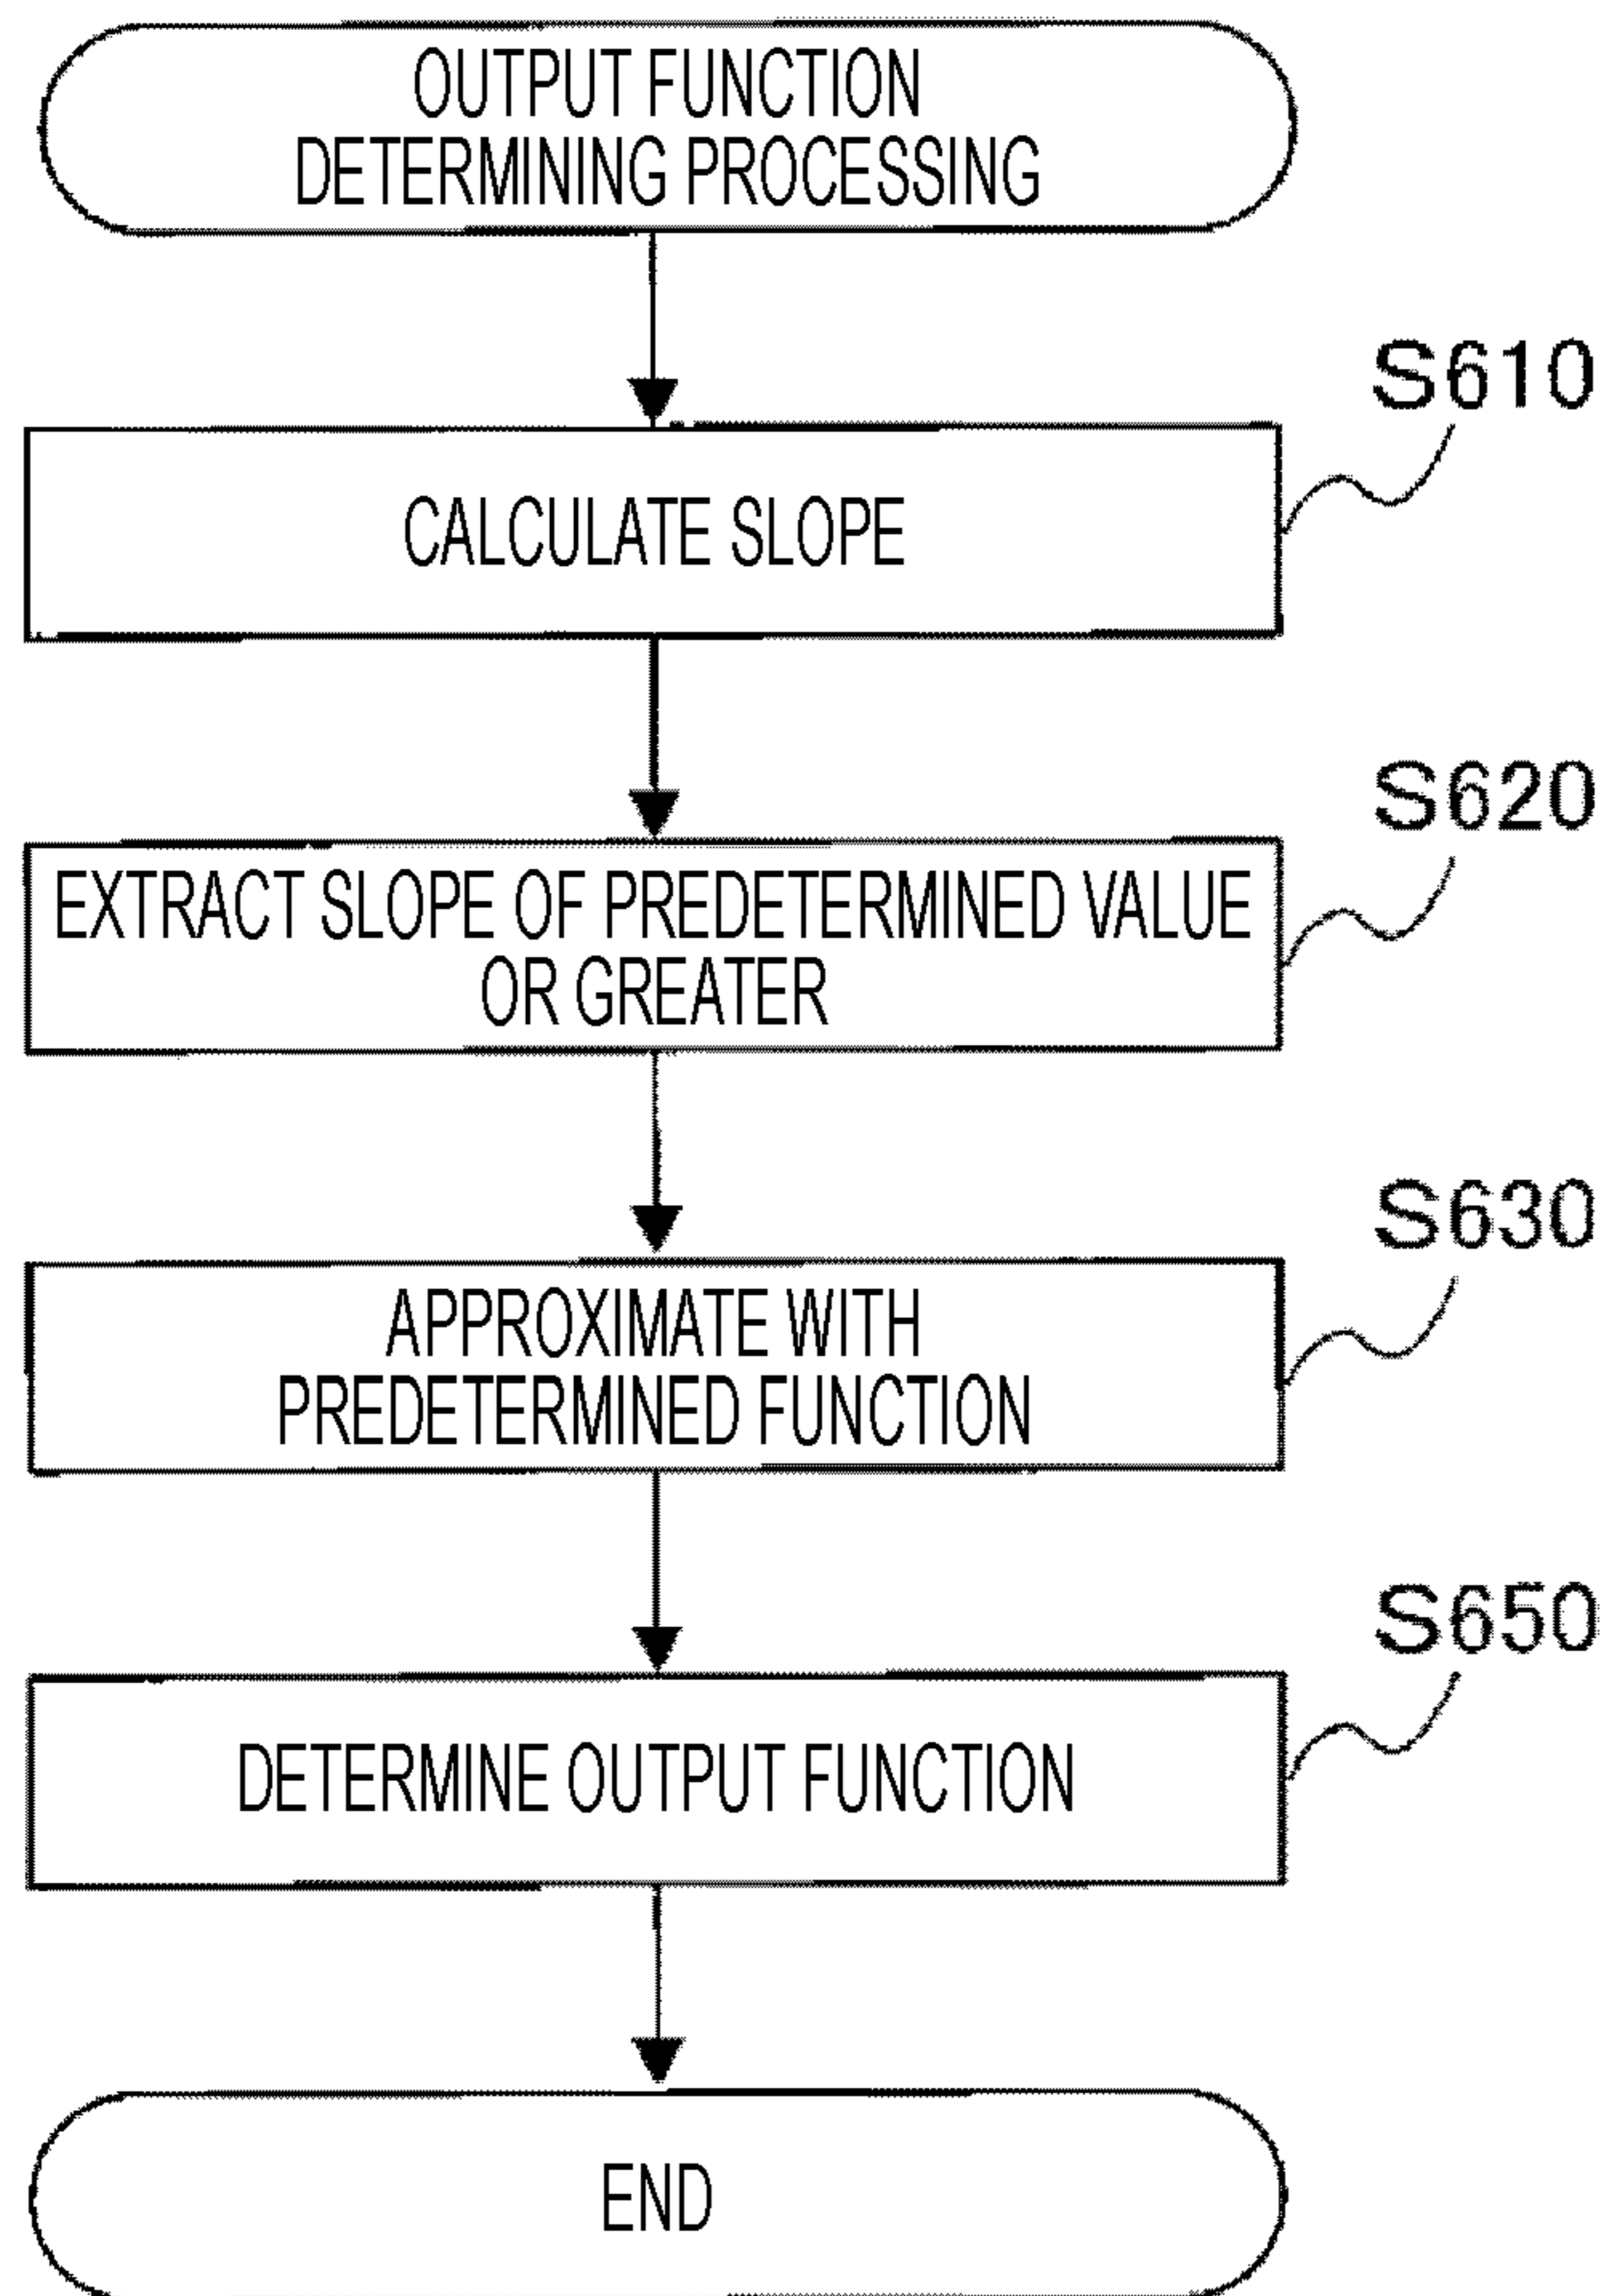 OUTPUT FUNCTION
DETERMINING PROCESSING
S610
CALCULATE SLOPE
S620
EXTRACT SLOPE OF PREDETERMINED VALUE
OR GREATER
S630
APPROXIMATE WITH
PREDETERMINED FUNCTION
S650
DETERMINE OUTPUT FUNCTION
END